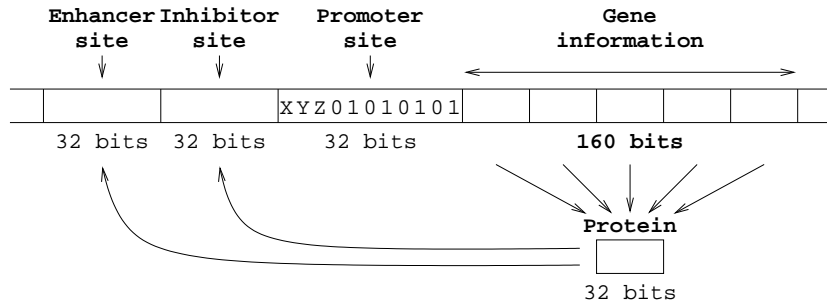 Enhancer Inhibitor Promoter Gene
site site site information
XYZ01010101
32 bits 32 bits 32 bits 160 bits
Protein
32 bits